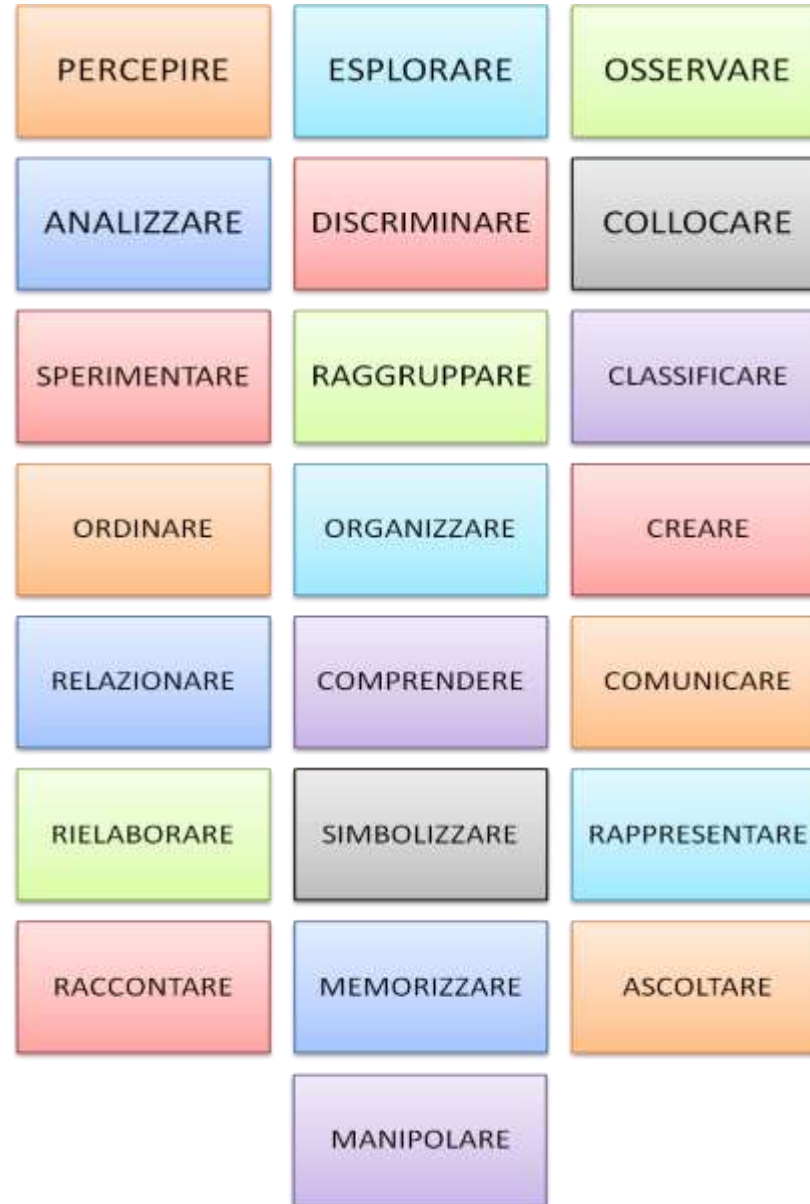 PERCEPIRE
ESPLORARE
OSSERVARE
ANALIZZARE
DISCRIMINARE
COLLOCARE
SPERIMENTARE
RAGGRUPPARE
CLASSIFICARE
ORDINARE
ORGANIZZARE
CREARE
RELAZIONARE
COMPRENDERE
COMUNICARE
RIELABORARE
SIMBOLIZZARE
RAPPRESENTARE
RACCONTARE
MEMORIZZARE
ASCOLTARE
MANIPOLARE